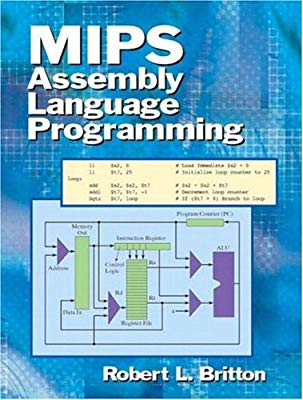 MIPS
Assembly
Language
Programming
li $a2, 0 # Load Immediate $a2 = 0
li $t7, 25 # Initialize loop counter to 25
loop:
add $a2, $a2, $t7 # $a2 = $a2 + $t7
addi $t7, $t7, -1 # Decrement loop counter
bgtz $t7, loop # If ($t7 > 0) Branch to loop
Program Counter (PC)
Memory
Out
Instruction Register
ALU
Address
Control
Logic
Rs
Rd
Rt
Data In
Register File
4
Robert L. Britton